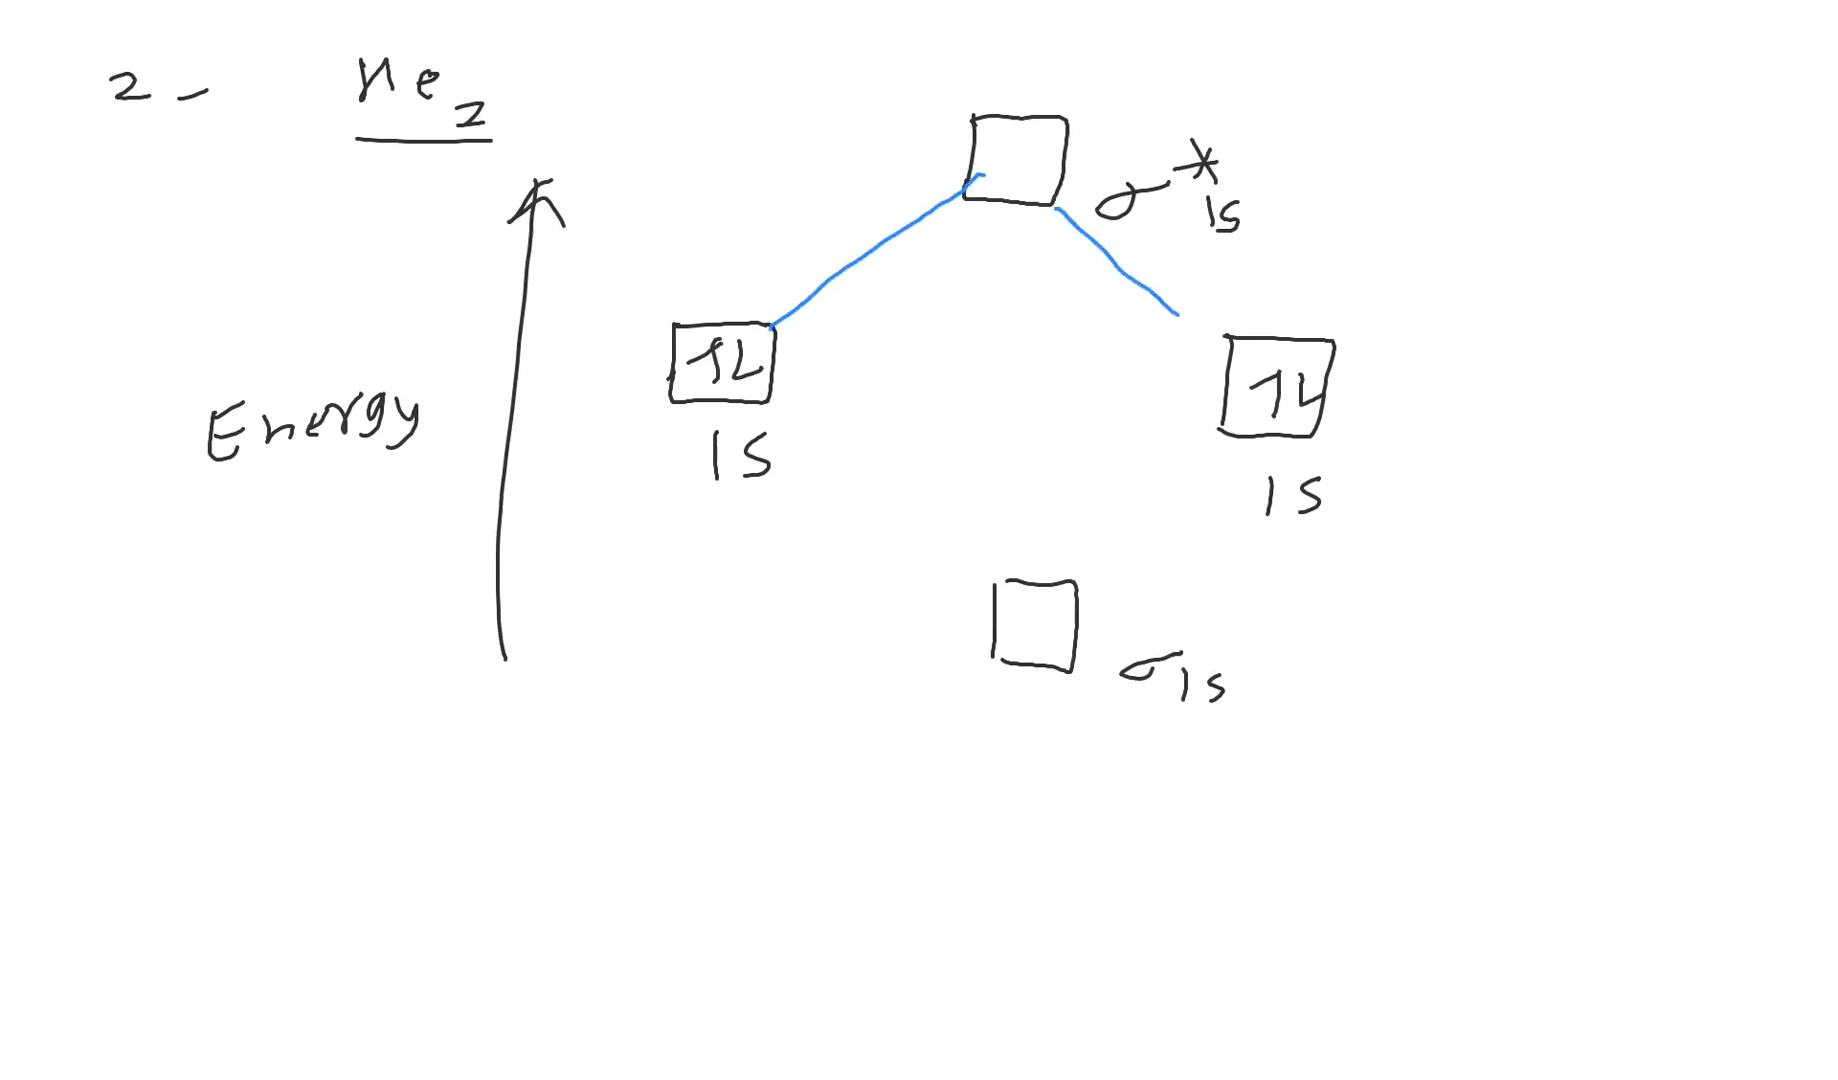 2 - He₂
σ*1s
↑↓ ↑↓
1s 1s
Energy
σ1s